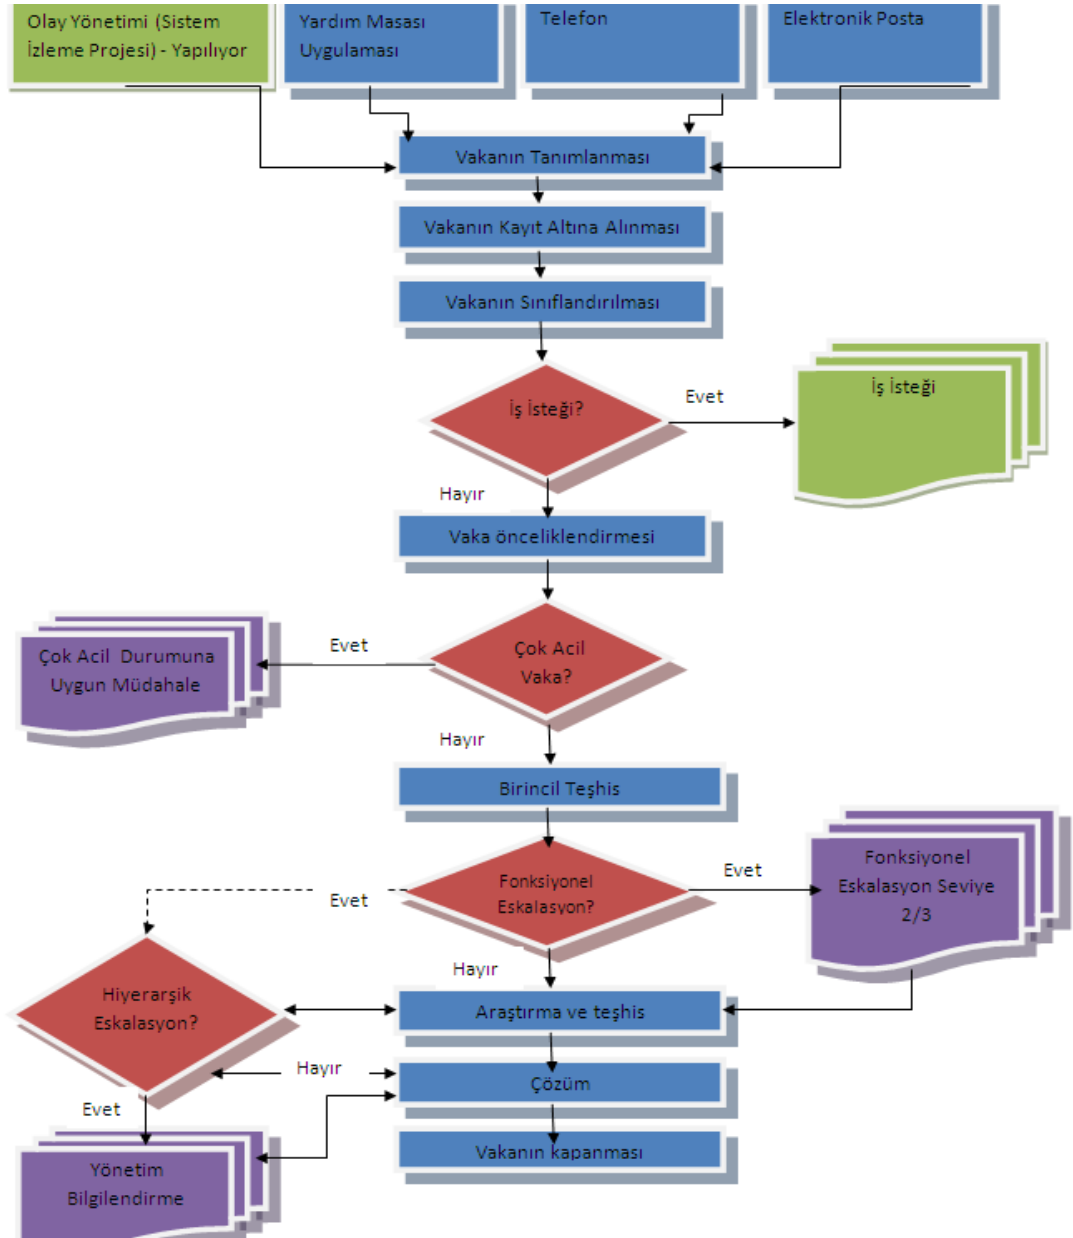 Olay Yönetimi (Sistem
İzleme Projesi) - Yapılıyor
Yardım Masası
Uygulaması
Telefon
Elektronik Posta
Vakanın Tanımlanması
Vakanın Kayıt Altına Alınması
Vakanın Sınıflandırılması
İş İsteği?
Evet
İş İsteği
Hayır
Vaka önceliklendirmesi
Çok Acil
Vaka?
Evet
Çok Acil Durumuna
Uygun Müdahale
Hayır
Birincil Teşhis
Fonksiyonel
Eskalasyon?
Evet
Fonksiyonel
Eskalasyon Seviye
2/3
Evet
Hayır
Hiyerarşik
Eskalasyon?
Araştırma ve teşhis
Hayır
Çözüm
Evet
Vakanın kapanması
Yönetim
Bilgilendirme